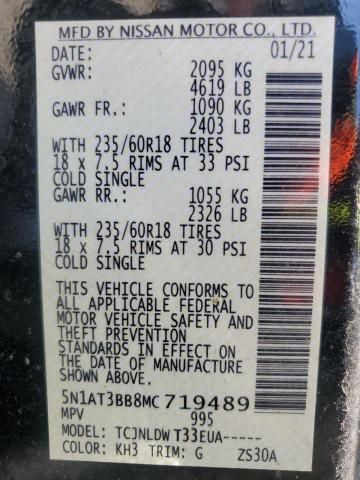 MFD BY NISSAN MOTOR CO., LTD.
DATE: 01/21
GVWR: 2095 KG
4619 LB
GAWR FR.: 1090 KG
2403 LB
WITH 235/60R18 TIRES
18 x 7.5 RIMS AT 33 PSI
COLD SINGLE
GAWR RR.: 1055 KG
2326 LB
WITH 235/60R18 TIRES
18 x 7.5 RIMS AT 30 PSI
COLD SINGLE
THIS VEHICLE CONFORMS TO
ALL APPLICABLE FEDERAL
MOTOR VEHICLE SAFETY AND
THEFT PREVENTION
STANDARDS IN EFFECT ON
THE DATE OF MANUFACTURE
SHOWN ABOVE.
5N1AT3BB8MC719489
MPV 995
MODEL: TCJNLDWT33EUA-----
COLOR: KH3 TRIM: G ZS30A